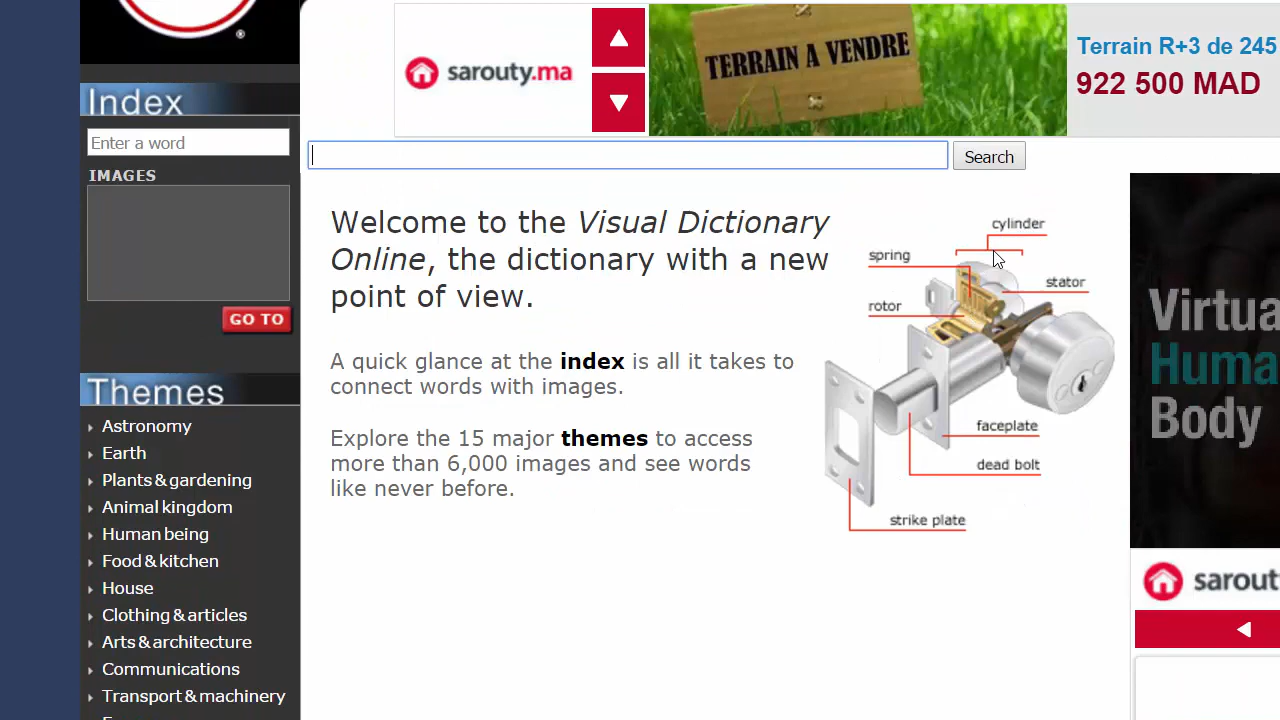 sarouty.ma
TERRAIN A VENDRE
Terrain R+3 de 245
922 500 MAD
Index
Enter a word
IMAGES
GO TO
Search
Welcome to the Visual Dictionary
Online, the dictionary with a new
point of view.
A quick glance at the index is all it takes to
connect words with images.
Explore the 15 major themes to access
more than 6,000 images and see words
like never before.
cylinder
spring
stator
rotor
faceplate
dead bolt
strike plate
Themes
Astronomy
Earth
Plants & gardening
Animal kingdom
Human being
Food & kitchen
House
Clothing & articles
Arts & architecture
Communications
Transport & machinery
Virtua
Huma
Body
sarouty